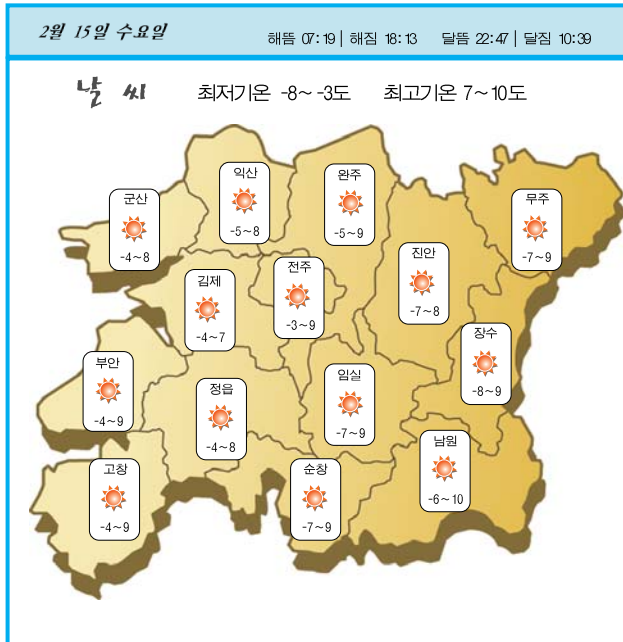 2월 15일 수요일 해뜸 07:19 | 해짐 18:13 달뜸 22:47 | 달짐 10:39
날씨 최저기온 -8~-3도 최고기온 7~10도
익산
-5~8
완주
-5~9
군산
-4~8
무주
-7~9
진안
-7~8
전주
-3~9
김제
-4~7
장수
-8~9
부안
-4~9
임실
-7~9
정읍
-4~8
남원
-6~10
고창
-4~9
순창
-7~9